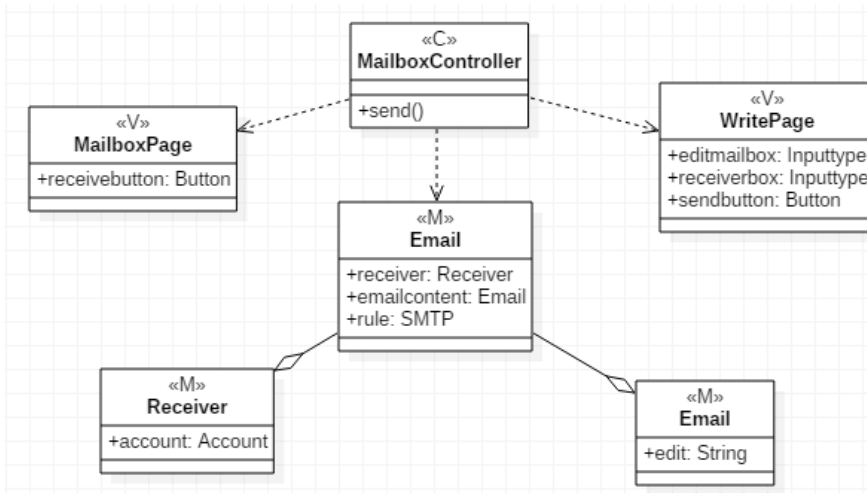 «C»
MailboxController
+send()
«V»
MailboxPage
+receivebutton: Button
«V»
WritePage
+editmailbox: Inputtype
+receiverbox: Inputtype
+sendbutton: Button
«M»
Email
+receiver: Receiver
+emailcontent: Email
+rule: SMTP
«M»
Receiver
+account: Account
«M»
Email
+edit: String